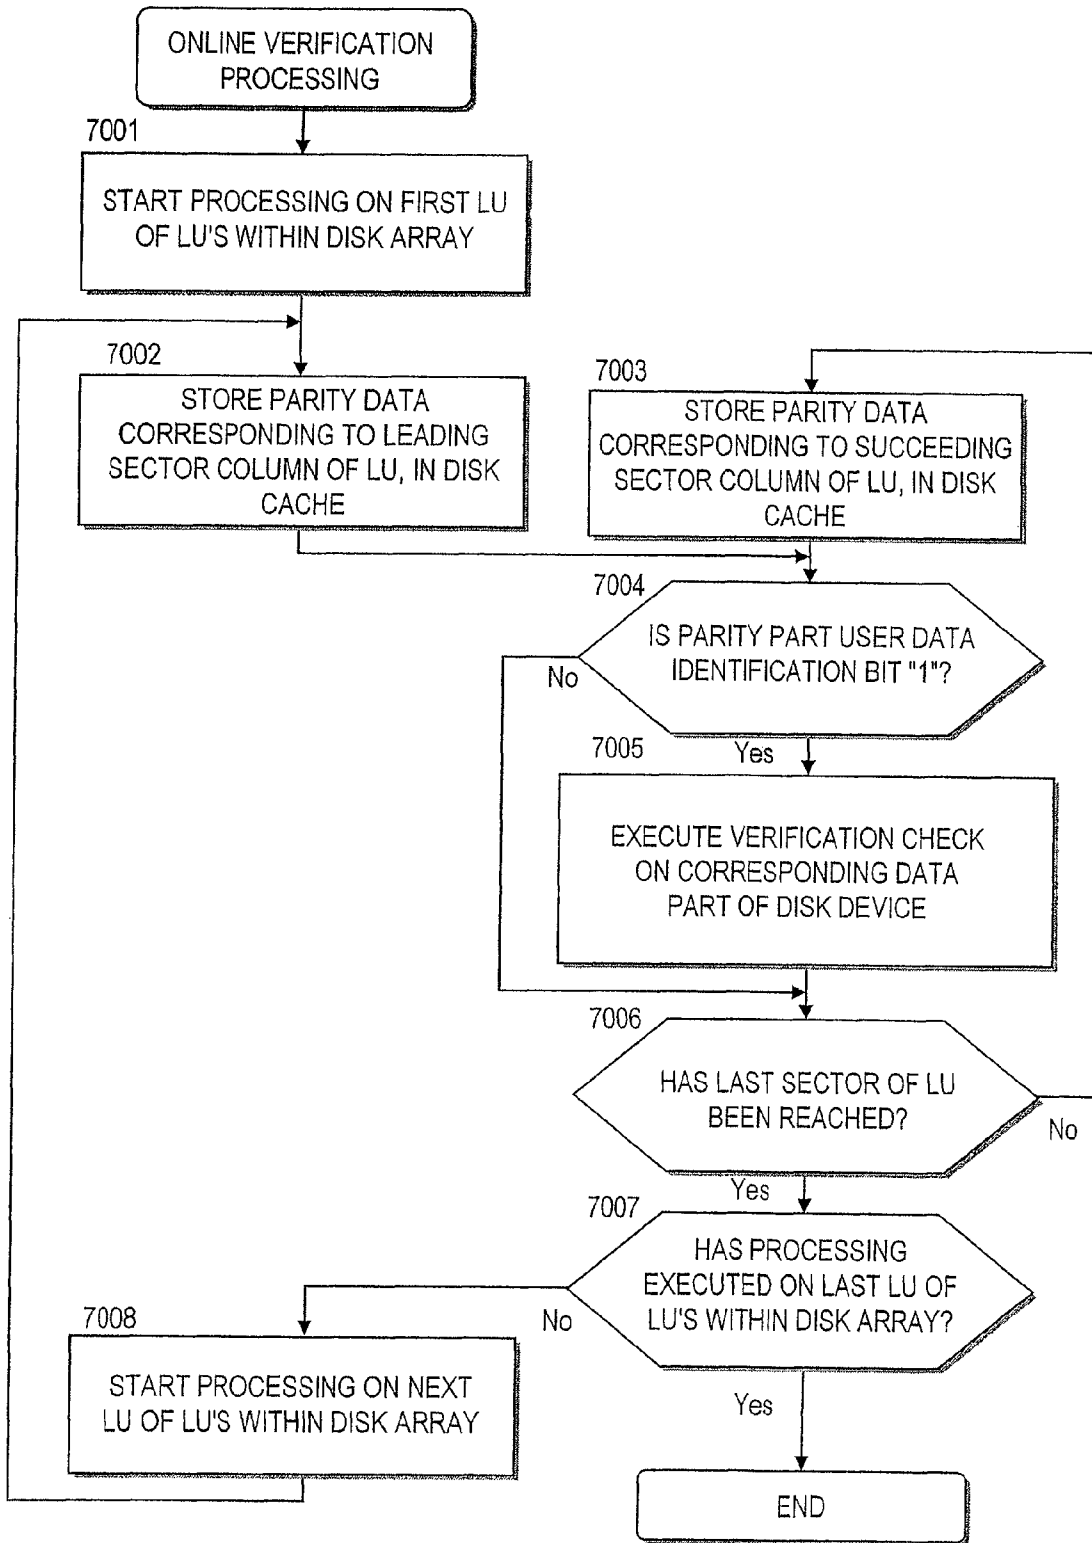 ONLINE VERIFICATION
PROCESSING
7001
START PROCESSING ON FIRST LU
OF LU'S WITHIN DISK ARRAY
7002
STORE PARITY DATA
CORRESPONDING TO LEADING
SECTOR COLUMN OF LU, IN DISK
CACHE
7003
STORE PARITY DATA
CORRESPONDING TO SUCCEEDING
SECTOR COLUMN OF LU, IN DISK
CACHE
7004
IS PARITY PART USER DATA
IDENTIFICATION BIT "1"?
No
Yes
7005
EXECUTE VERIFICATION CHECK
ON CORRESPONDING DATA
PART OF DISK DEVICE
7006
HAS LAST SECTOR OF LU
BEEN REACHED?
No
Yes
7007
HAS PROCESSING
EXECUTED ON LAST LU OF
LU'S WITHIN DISK ARRAY?
No
7008
START PROCESSING ON NEXT
LU OF LU'S WITHIN DISK ARRAY
Yes
END